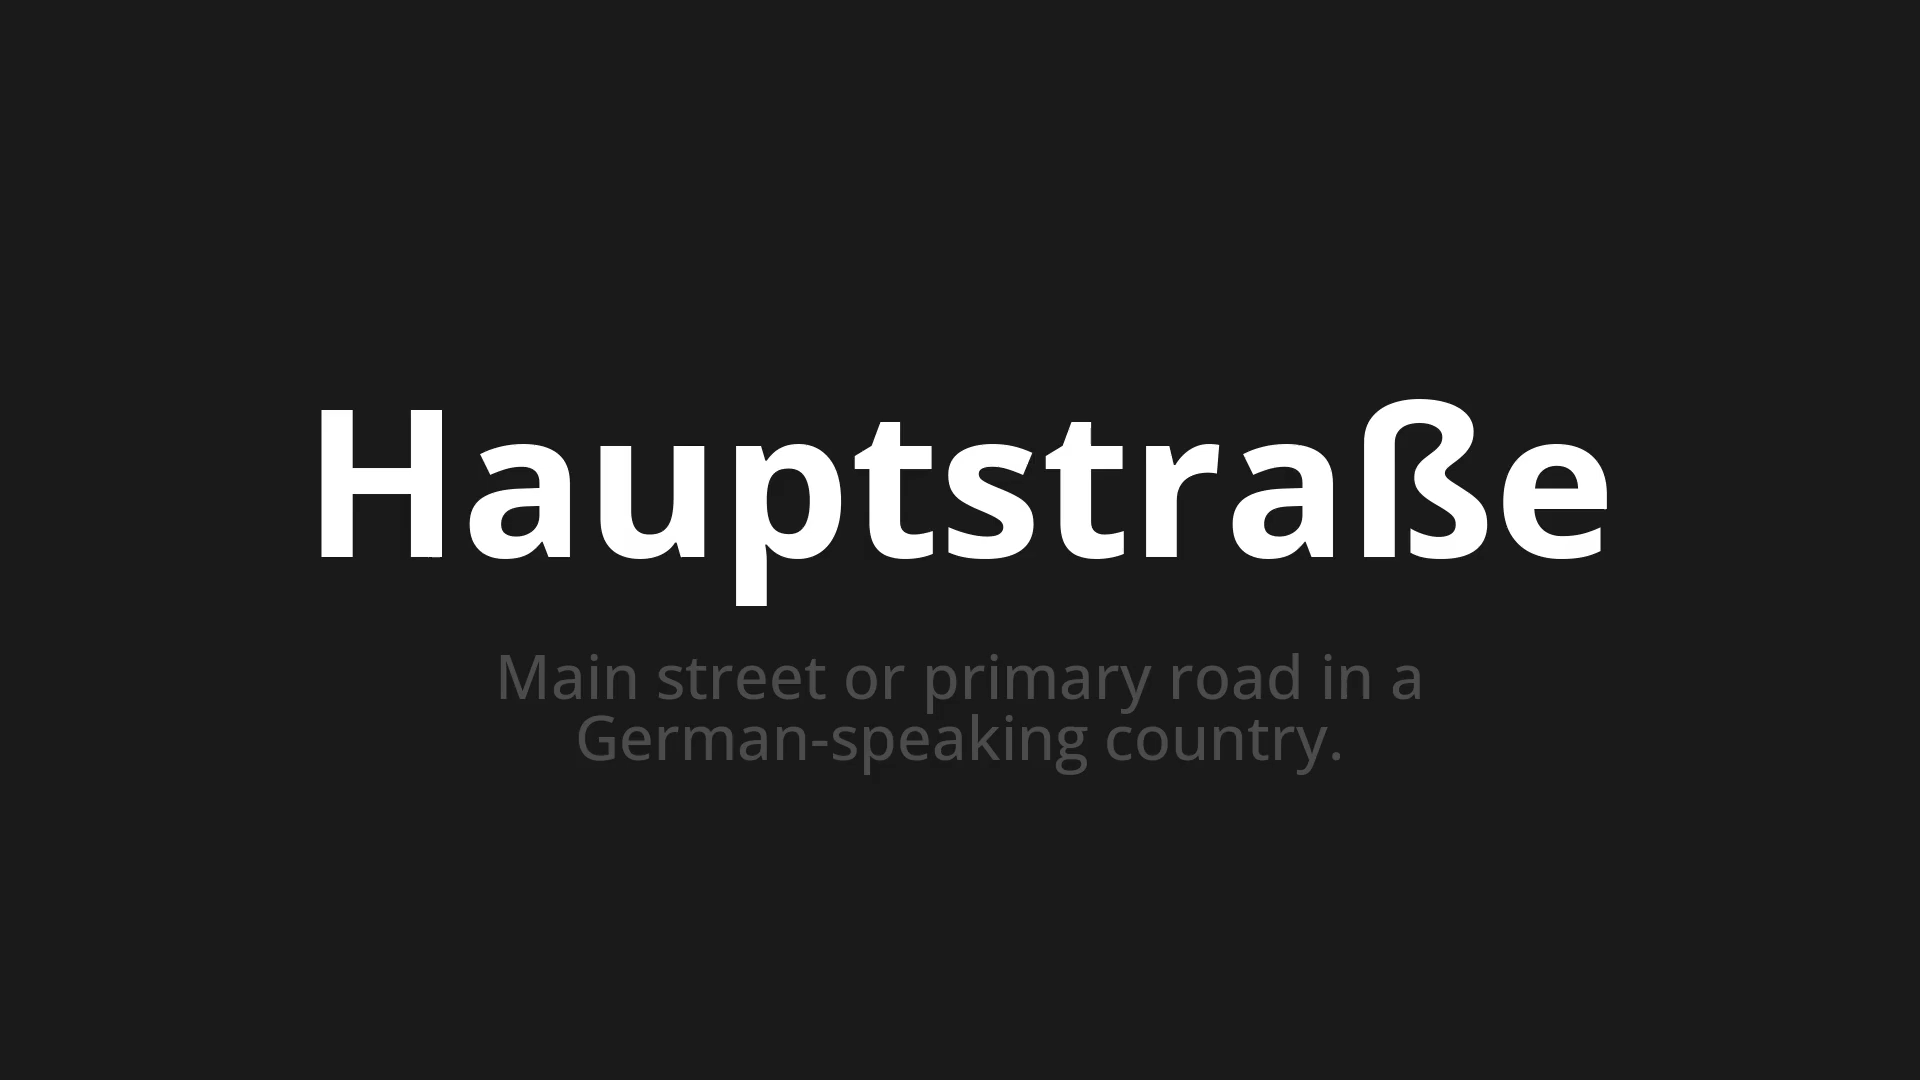 Hauptstraße
Main street or primary road in a
German-speaking country.